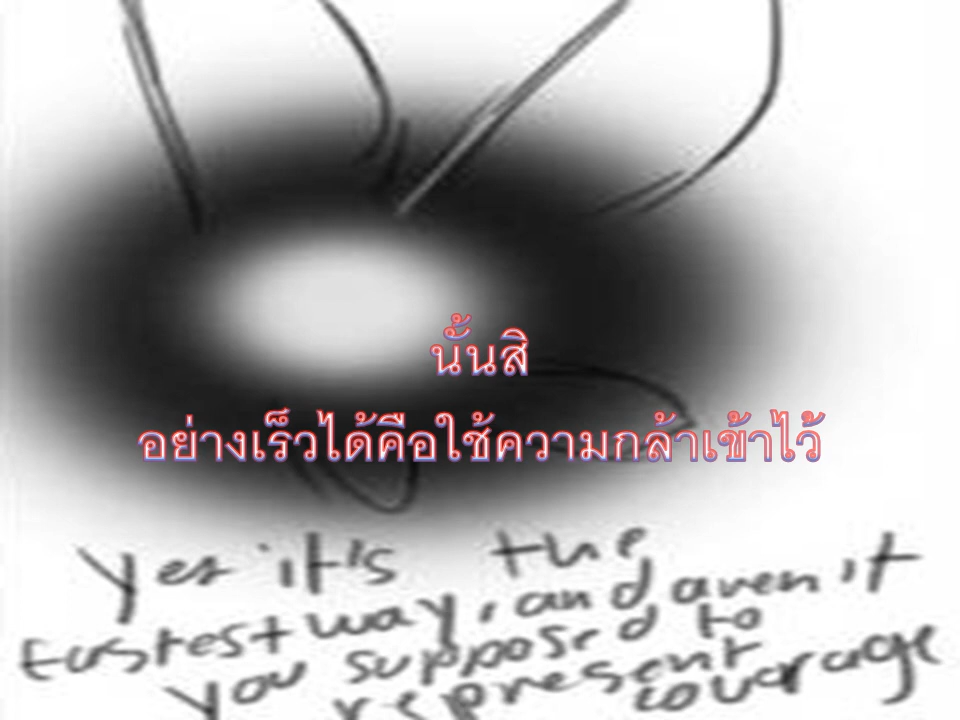 นั้นสิ
อย่างเร็วได้คือใช้ความกล้าเข้าไว้
Yes it's the
fastest way, and aren't
you supposed to
represent courage